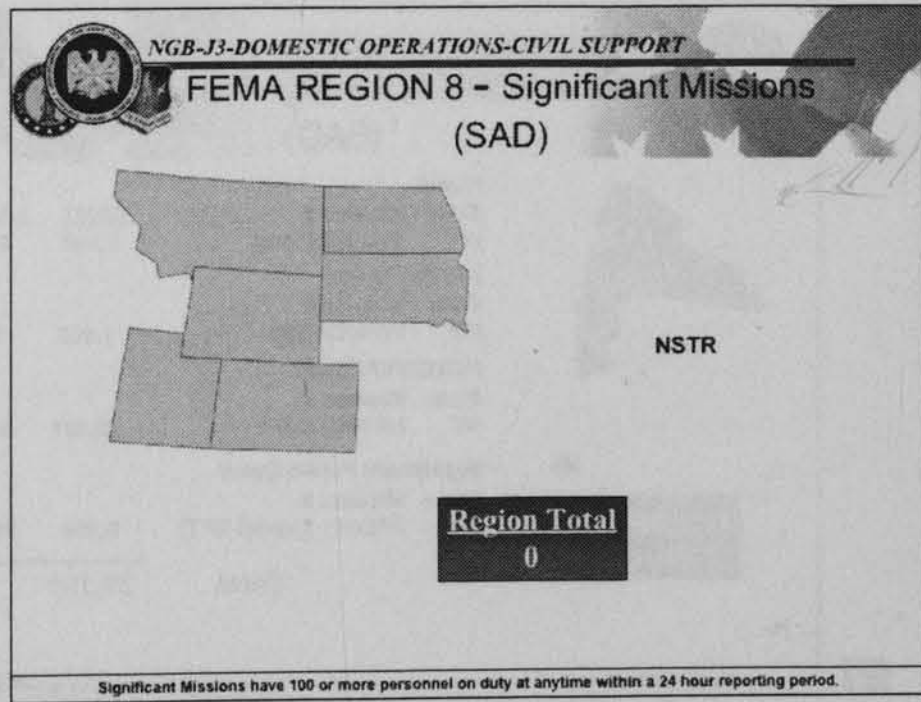 NGB-J3-DOMESTIC OPERATIONS-CIVIL SUPPORT
FEMA REGION 8 - Significant Missions
(SAD)
NSTR
Region Total
0
Significant Missions have 100 or more personnel on duty at anytime within a 24 hour reporting period.